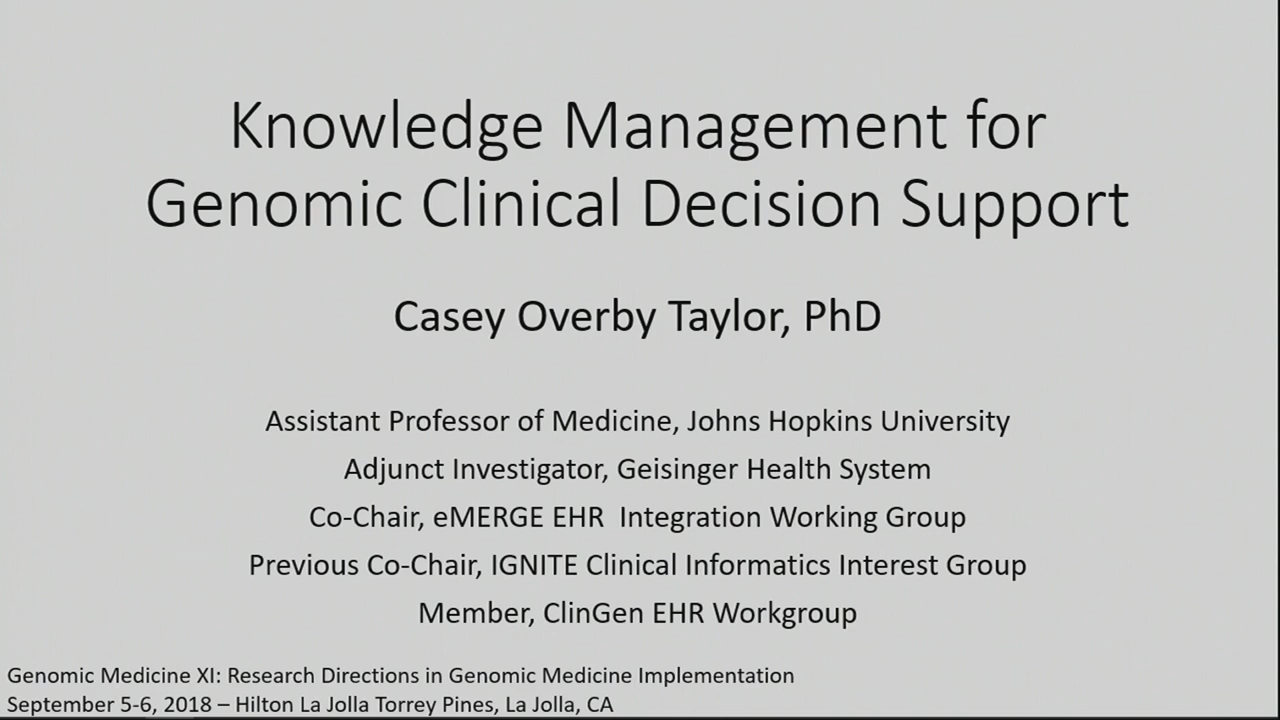 Knowledge Management for
Genomic Clinical Decision Support
Casey Overby Taylor, PhD
Assistant Professor of Medicine, Johns Hopkins University
Adjunct Investigator, Geisinger Health System
Co-Chair, eMERGE EHR  Integration Working Group
Previous Co-Chair, IGNITE Clinical Informatics Interest Group
Member, ClinGen EHR Workgroup
Genomic Medicine XI: Research Directions in Genomic Medicine Implementation
September 5-6, 2018 – Hilton La Jolla Torrey Pines, La Jolla, CA